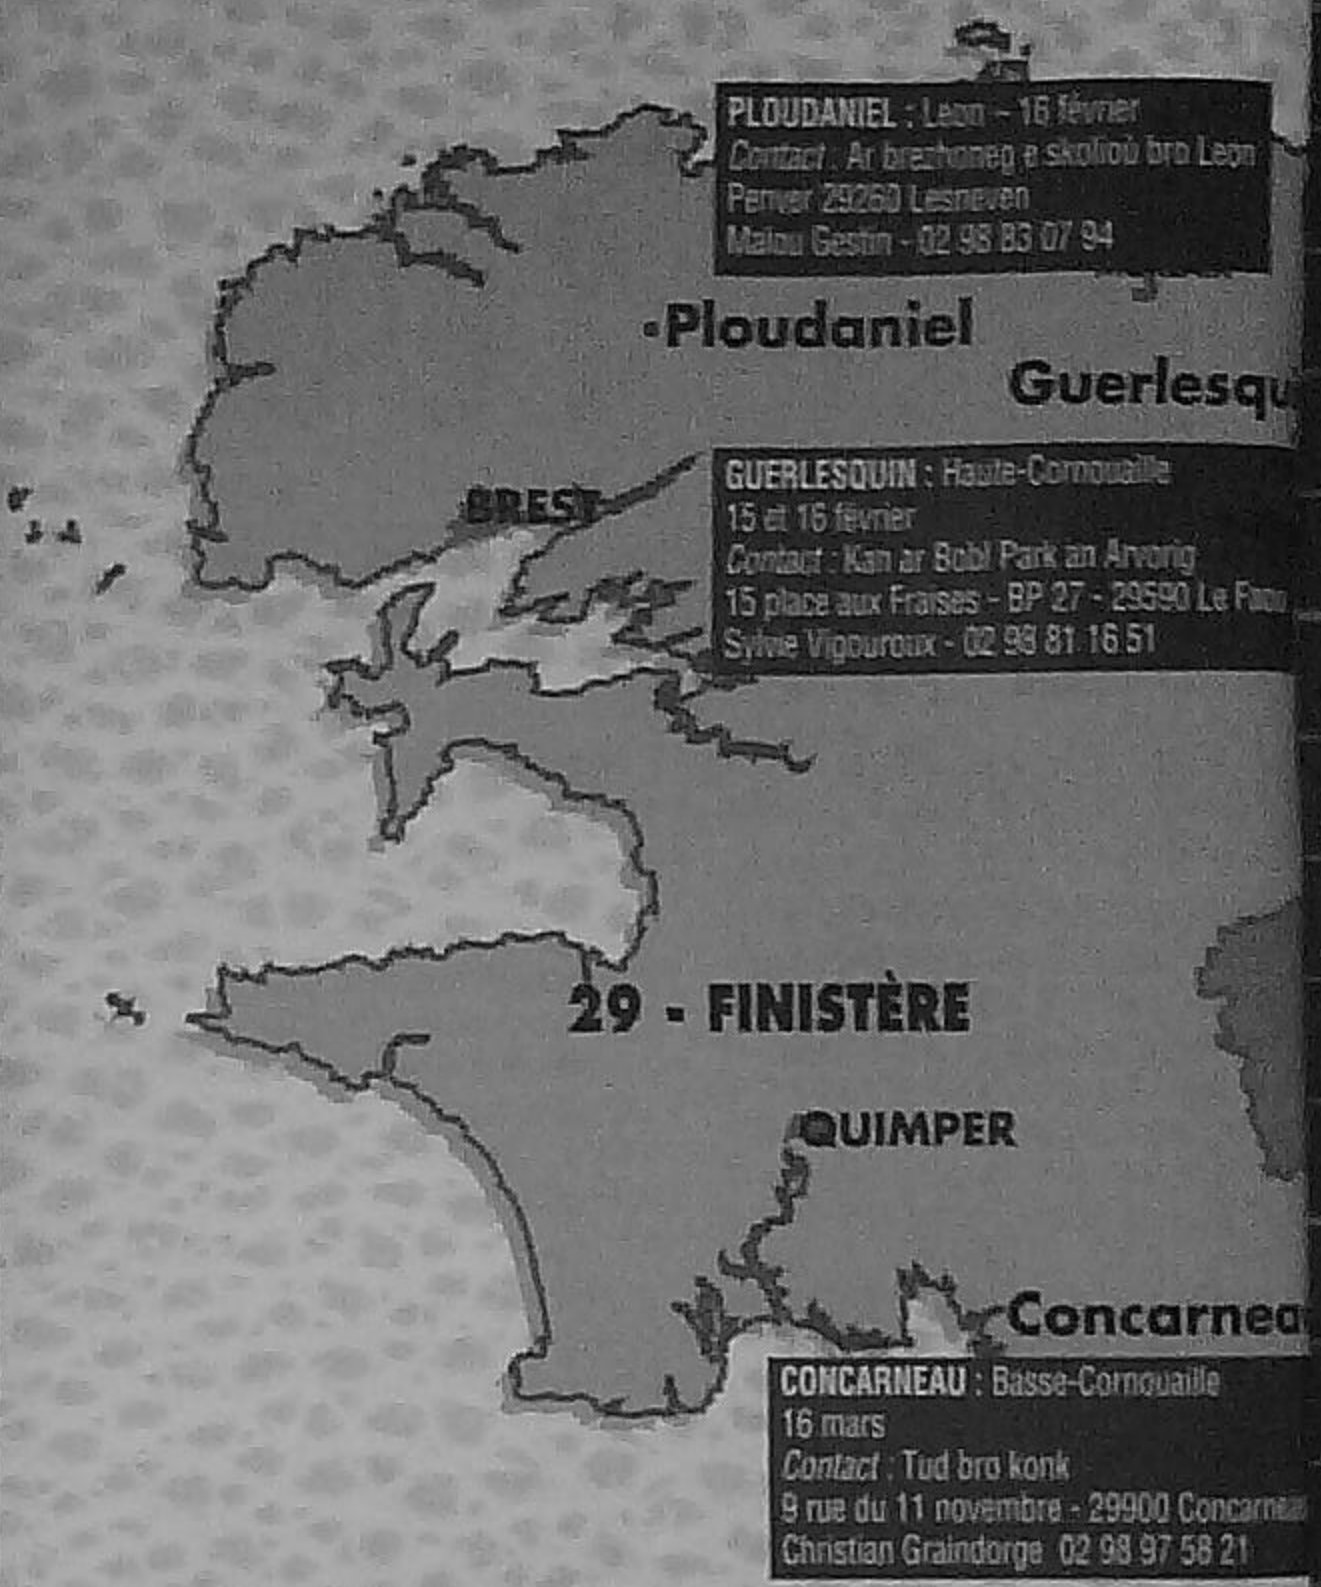 PLOUDANIEL : Leon – 16 février
Contact : Ar brezhoneg e skolioù bro Leon
Penver 29260 Lesneven
Malou Gestin - 02 98 83 07 94
Ploudaniel
Guerlesqu
BREST
GUERLESQUIN : Haute-Cornouaille
15 et 16 février
Contact : Kan ar Bobl Park an Arvorig
15 place aux Fraises – BP 27 - 29590 Le Faou
Sylvie Vigouroux - 02 98 81 16 51
29 - FINISTÈRE
QUIMPER
Concarnea
CONCARNEAU : Basse-Cornouaille
16 mars
Contact : Tud bro konk
9 rue du 11 novembre - 29900 Concarneau
Christian Graindorge 02 98 97 58 21